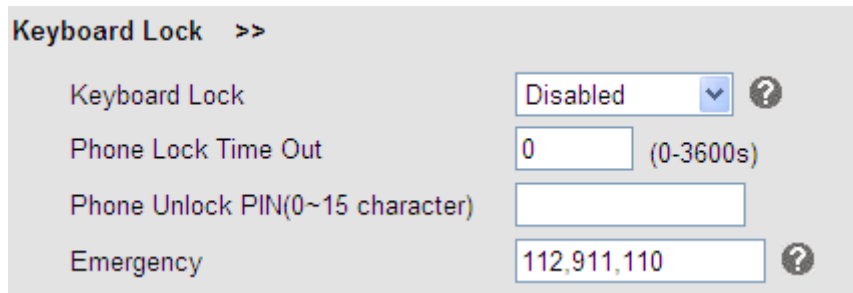 Keyboard Lock >>
Keyboard Lock Disabled ?
Phone Lock Time Out 0 (0-3600s)
Phone Unlock PIN(0~15 character)
Emergency 112,911,110 ?